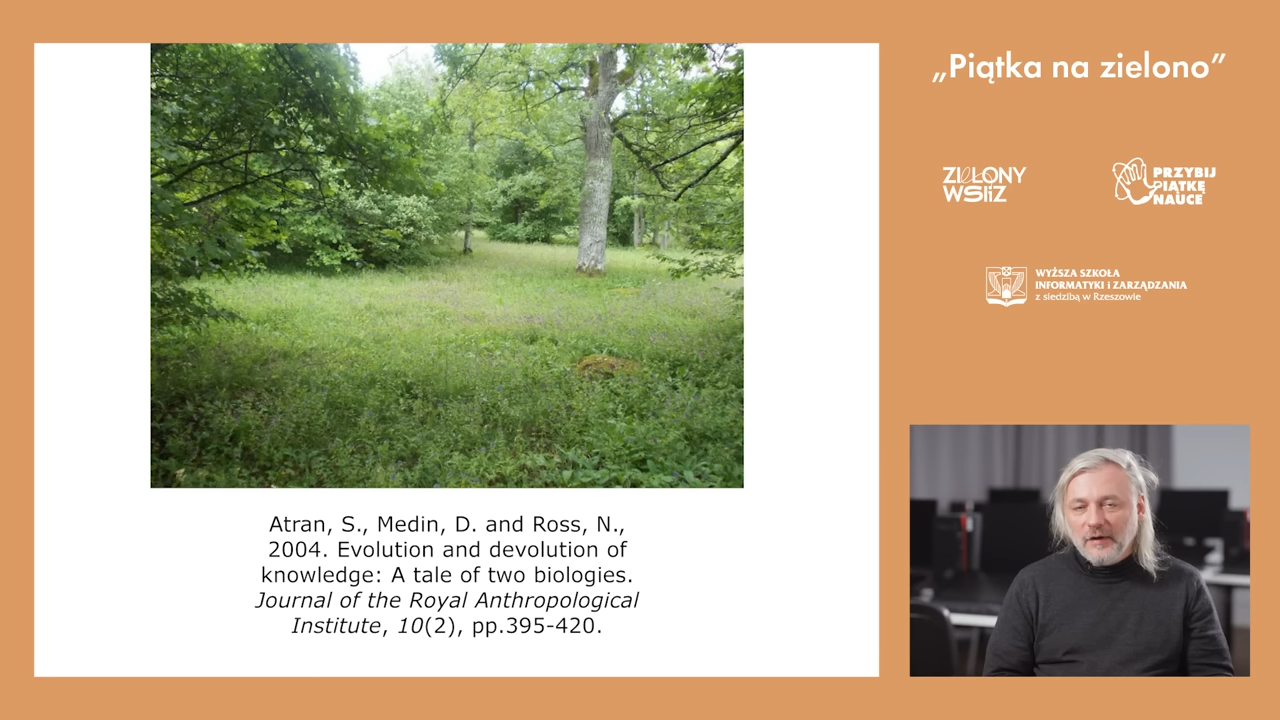 „Piątka na zielono”
ZIELONY
WSIiZ
PRZYBIJ
PIĄTKĘ
NAUCE
WYŻSZA SZKOŁA
INFORMATYKI i ZARZĄDZANIA
z siedzibą w Rzeszowie
Atran, S., Medin, D. and Ross, N.,
2004. Evolution and devolution of
knowledge: A tale of two biologies.
Journal of the Royal Anthropological
Institute, 10(2), pp.395-420.